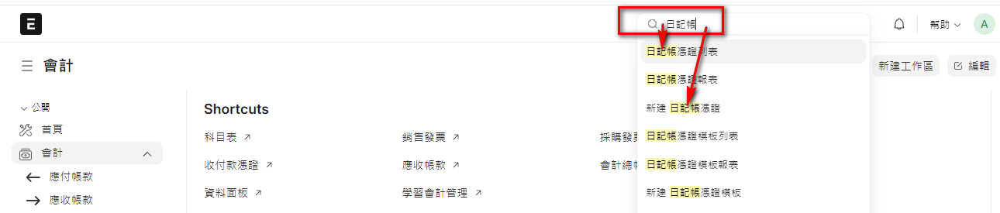 E
日記帳
幫助
A
會計
新建工作區
編輯
日記帳憑證列表
日記帳憑證報表
新建 日記帳憑證
日記帳憑證模板列表
日記帳憑證模板報表
新建 日記帳憑證模板
公開
首頁
會計
應付帳款
應收帳款
Shortcuts
科目表
銷售發票
採購發票
收付款憑證
應收帳款
會計總帳
資料面板
學習會計管理